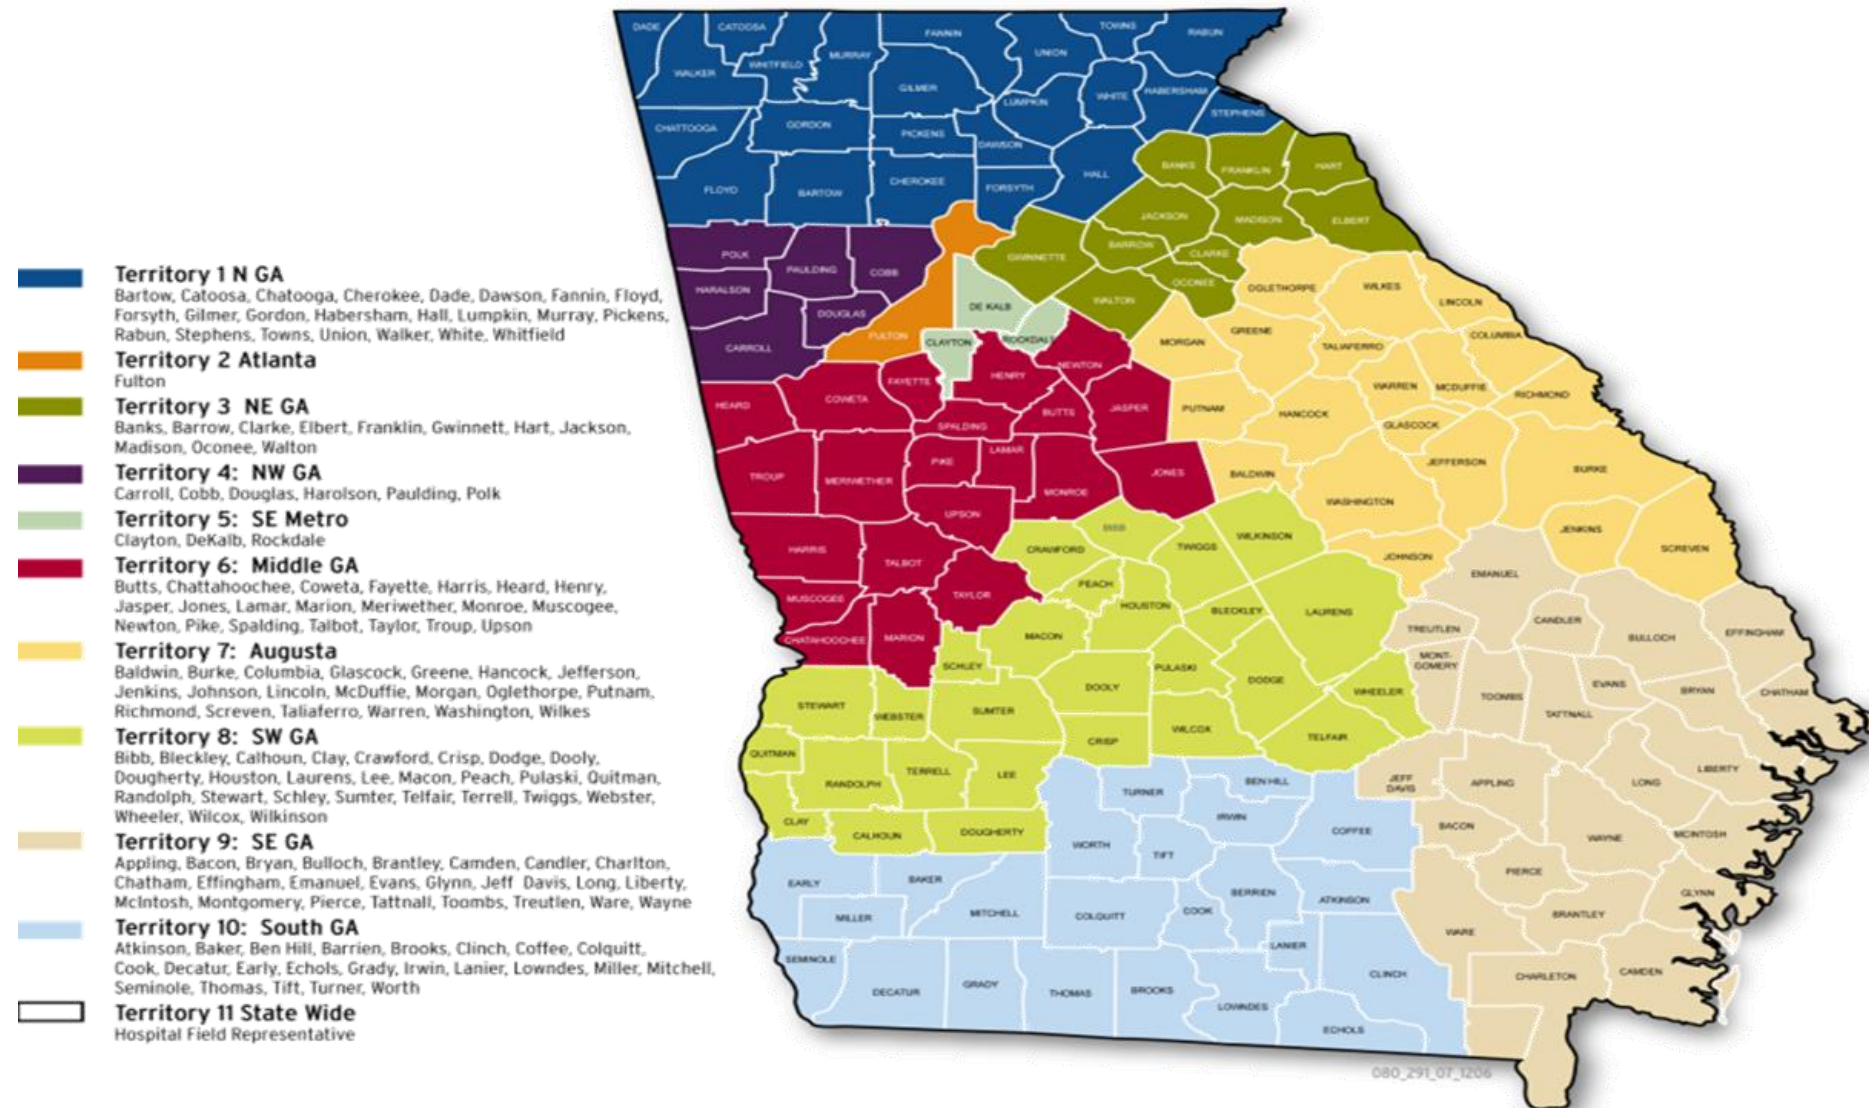 Territory 1 N GA
Bartow, Catoosa, Chatooga, Cherokee, Dade, Dawson, Fannin, Floyd,
Forsyth, Gilmer, Gordon, Habersham, Hall, Lumpkin, Murray, Pickens,
Rabun, Stephens, Towns, Union, Walker, White, Whitfield
Territory 2 Atlanta
Fulton
Territory 3 NE GA
Banks, Barrow, Clarke, Elbert, Franklin, Gwinnett, Hart, Jackson,
Madison, Oconee, Walton
Territory 4: NW GA
Carroll, Cobb, Douglas, Harolson, Paulding, Polk
Territory 5: SE Metro
Clayton, DeKalb, Rockdale
Territory 6: Middle GA
Butts, Chattahoochee, Coweta, Fayette, Harris, Heard, Henry,
Jasper, Jones, Lamar, Marion, Meriwether, Monroe, Muscogee,
Newton, Pike, Spalding, Talbot, Taylor, Troup, Upson
Territory 7: Augusta
Baldwin, Burke, Columbia, Glascock, Greene, Hancock, Jefferson,
Jenkins, Johnson, Lincoln, McDuffie, Morgan, Oglethorpe, Putnam,
Richmond, Screven, Taliaferro, Warren, Washington, Wilkes
Territory 8: SW GA
Bibb, Bleckley, Calhoun, Clay, Crawford, Crisp, Dodge, Dooly,
Dougherty, Houston, Laurens, Lee, Macon, Peach, Pulaski, Quitman,
Randolph, Stewart, Schley, Sumter, Telfair, Terrell, Twiggs, Webster,
Wheeler, Wilcox, Wilkinson
Territory 9: SE GA
Appling, Bacon, Bryan, Bulloch, Brantley, Camden, Candler, Charlton,
Chatham, Effingham, Emanuel, Evans, Glynn, Jeff Davis, Long, Liberty,
McIntosh, Montgomery, Pierce, Tattnall, Toombs, Treutlen, Ware, Wayne
Territory 10: South GA
Atkinson, Baker, Ben Hill, Barrien, Brooks, Clinch, Coffee, Colquitt,
Cook, Decatur, Early, Echols, Grady, Irwin, Lanier, Lowndes, Miller, Mitchell,
Seminole, Thomas, Tift, Turner, Worth
Territory 11 State Wide
Hospital Field Representative
DADE
CATOOSA
FANNIN
TOWNS
RABUN
WALKER
WHITFIELD
MURRAY
UNION
GILMER
LUMPKIN
WHITE
HABERSHAM
STEPHENS
CHATTOOGA
GORDON
PICKENS
DAWSON
FLOYD
BARTOW
CHEROKEE
FORSYTH
HALL
BANKS
FRANKLIN
HART
JACKSON
MADISON
ELBERT
POLK
PAULDING
COBB
GWINNETTE
BARROW
CLARKE
OCONEE
WALTON
HARALSON
DOUGLAS
FULTON
DE KALB
CARROLL
CLAYTON
ROCKDALE
OGLETHORPE
WILKES
LINCOLN
MORGAN
GREENE
TALIAFERRO
COLUMBIA
HEARD
COWETA
FAYETTE
HENRY
NEWTON
SPALDING
BUTTS
JASPER
PUTNAM
HANCOCK
WARREN
MCDUFFIE
RICHMOND
GLASCOCK
TROUP
MERIWETHER
PIKE
LAMAR
MONROE
JONES
BALDWIN
WASHINGTON
JEFFERSON
BURKE
UPSON
HARRIS
TALBOT
CRAWFORD
BIBB
TWIGGS
WILKINSON
JOHNSON
JENKINS
SCREVEN
MUSCOGEE
TAYLOR
PEACH
HOUSTON
BLECKLEY
LAURENS
EMANUEL
CHATAHOOCHEE
MARION
SCHLEY
MACON
PULASKI
DODGE
TREUTLEN
CANDLER
BULLOCH
EFFINGHAM
MONT-
GOMERY
STEWART
WEBSTER
SUMTER
DOOLY
WHEELER
TOOMBS
EVANS
TATTNALL
BRYAN
CHATHAM
QUITMAN
RANDOLPH
TERRELL
LEE
CRISP
WILCOX
TELFAIR
CLAY
CALHOUN
DOUGHERTY
TURNER
BEN HILL
JEFF
DAVIS
APPLING
LONG
LIBERTY
WORTH
TIFT
IRWIN
COFFEE
BACON
WAYNE
MCINTOSH
EARLY
BAKER
MITCHELL
MILLER
COLQUITT
COOK
BERRIEN
ATKINSON
PIERCE
GLYNN
BRANTLEY
WARE
SEMINOLE
DECATUR
GRADY
THOMAS
BROOKS
LANIER
CLINCH
LOWNDES
ECHOLS
CHARLETON
CAMDEN
080_291_07_1206